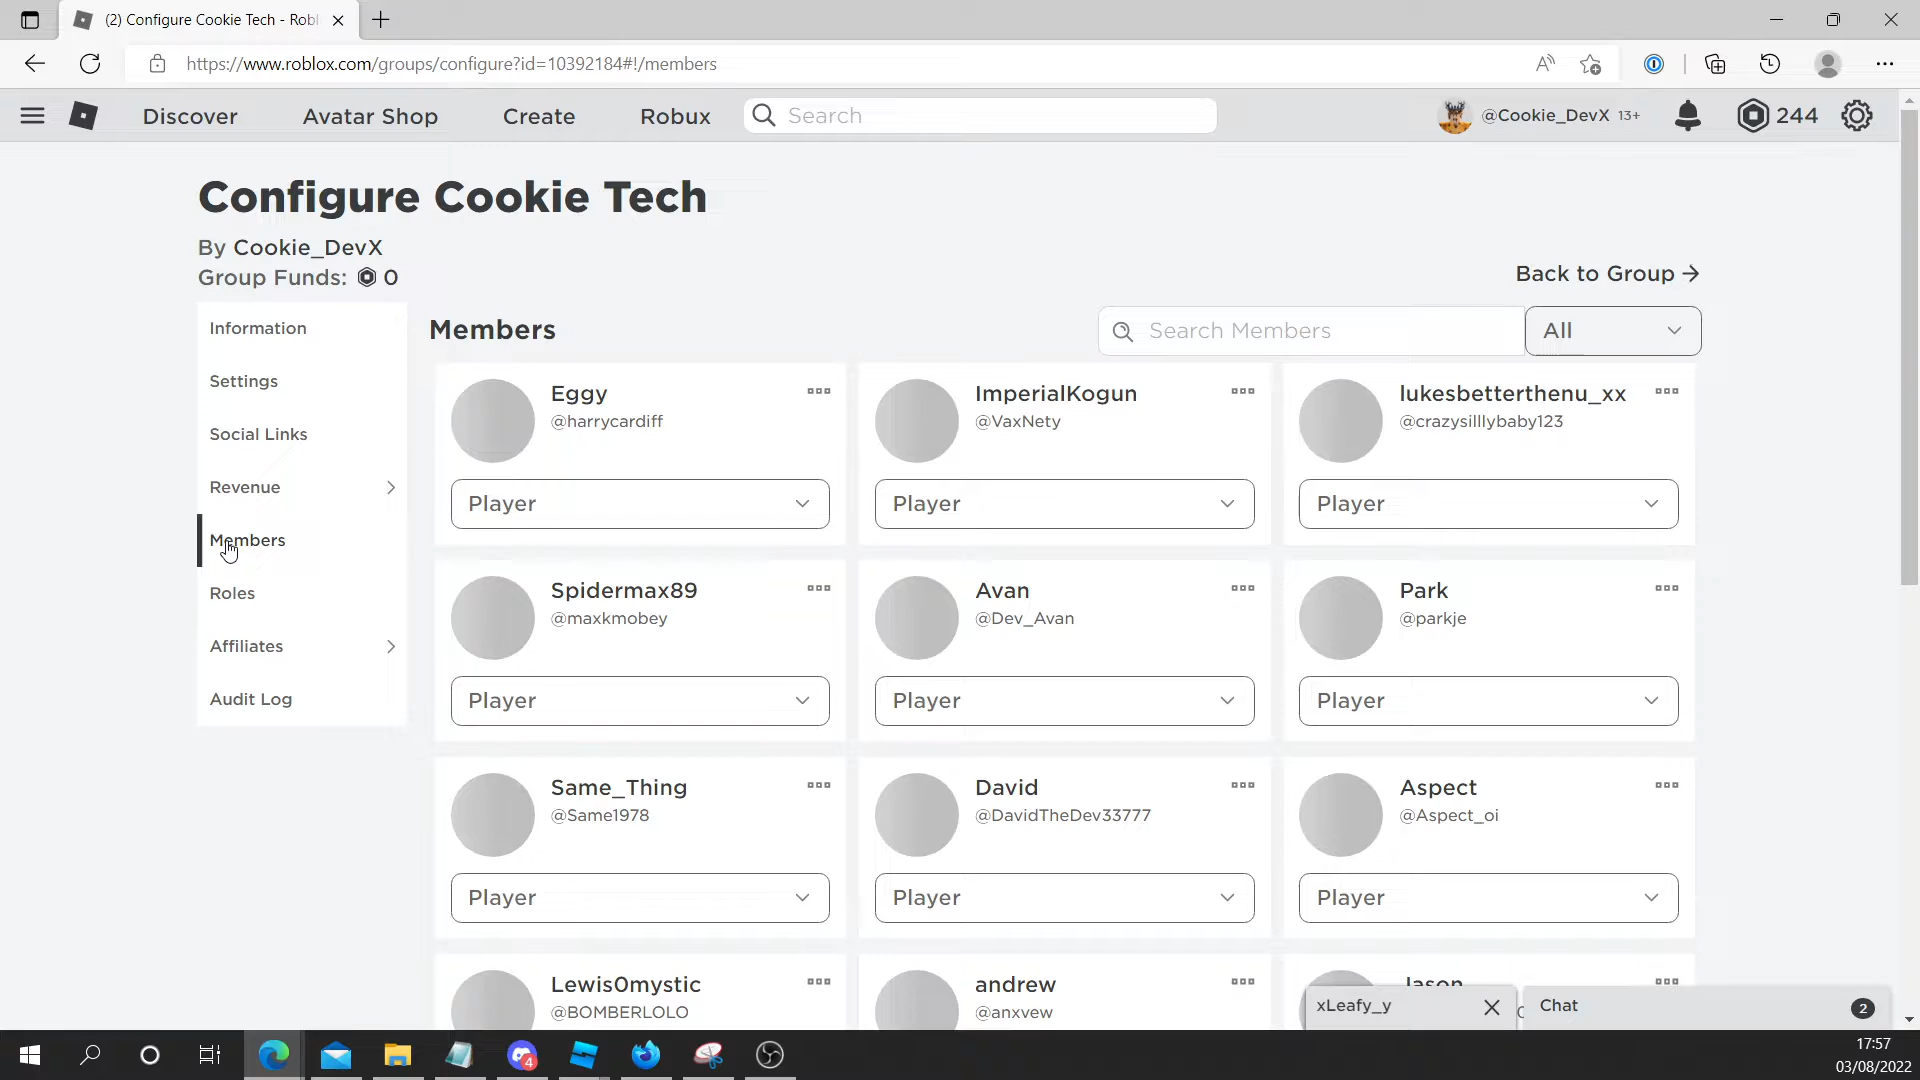 (2) Configure Cookie Tech - Robl
https://www.roblox.com/groups/configure?id=10392184#!/members
Discover Avatar Shop Create Robux Search @Cookie_DevX 13+ 244
Configure Cookie Tech
By Cookie_DevX
Group Funds: 0
Back to Group →
Information
Settings
Social Links
Revenue
Members
Roles
Affiliates
Audit Log
Members
Search Members All
Eggy
@harrycardiff
Player
ImperialKogun
@VaxNety
Player
lukesbetterthenu_xx
@crazysilllybaby123
Player
Spidermax89
@maxkmobey
Player
Avan
@Dev_Avan
Player
Park
@parkje
Player
Same_Thing
@Same1978
Player
David
@DavidTheDev33777
Player
Aspect
@Aspect_oi
Player
Lewis0mystic
@BOMBERLOLO
andrew
@anxvew
Jason
xLeafy_y
Chat 2
4
17:57
03/08/2022